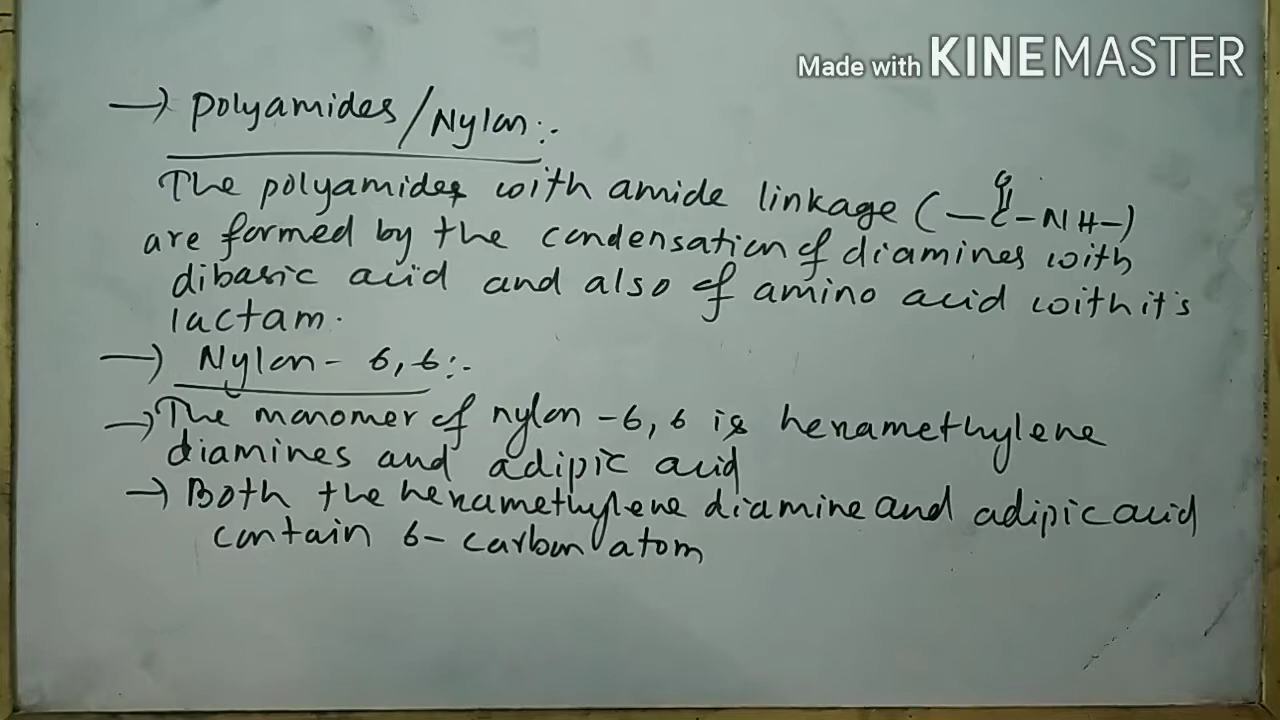 Made with KINEMASTER
→ polyamides/Nylon:.
The polyamides with amide linkage (-C-NH-)
O
||
are formed by the condensation of diamines with
dibasic acid and also of amino acid with it's
lactam.
→ Nylon- 6,6:.
→ The monomer of nylon -6,6 is hexamethylene
diamines and adipic acid
→ Both the hexamethylene diamine and adipic acid
contain 6- carbon atom